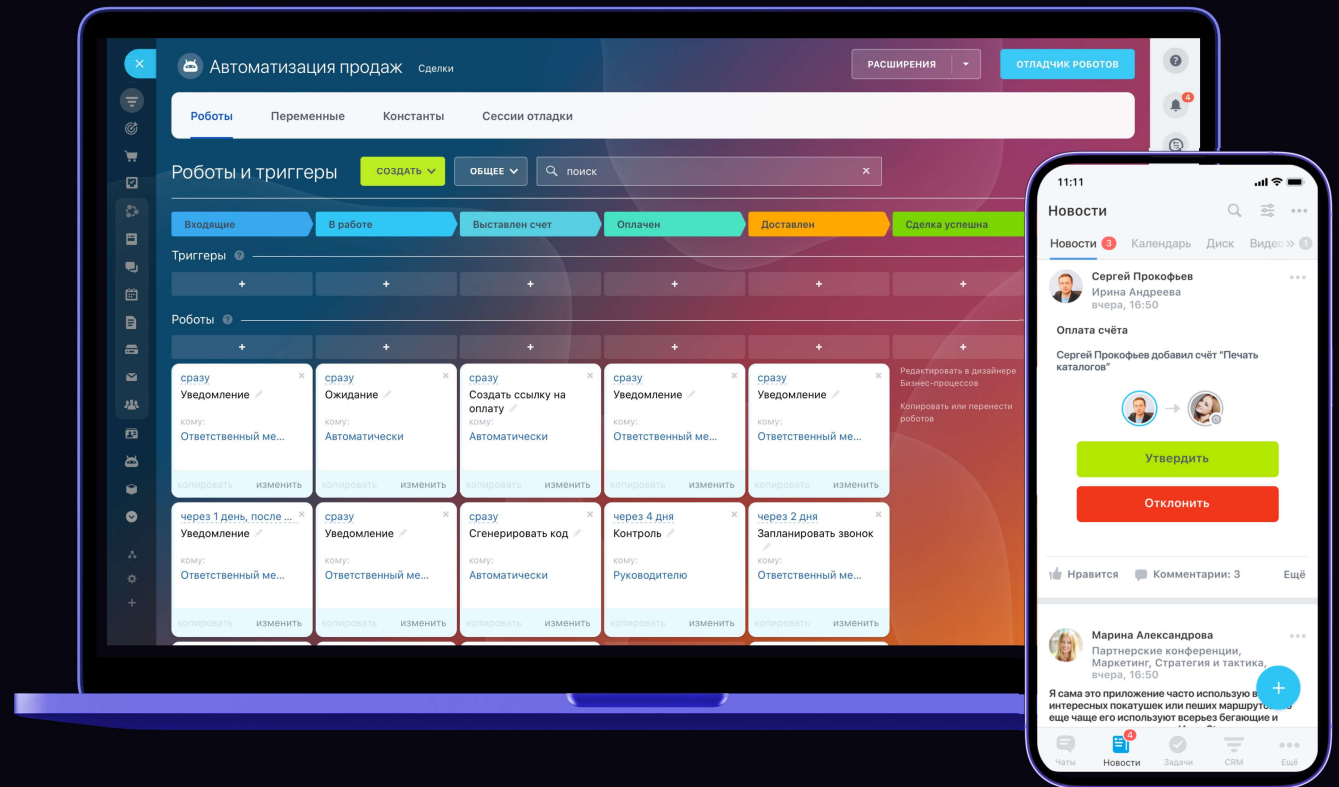 Автоматизация продаж Сделки
РАСШИРЕНИЯ
ОТЛАДЧИК РОБОТОВ
4
Роботы Переменные Константы Сессии отладки
Роботы и триггеры
СОЗДАТЬ
ОБЩЕЕ
поиск
Входящие В работе Выставлен счет Оплачен Доставлен Сделка успешна
Триггеры
+ + + + + +
Роботы
+ + + + + +
сразу
Уведомление
кому:
Ответственный ме...
копировать изменить
сразу
Ожидание
кому:
Автоматически
копировать изменить
сразу
Создать ссылку на
оплату
кому:
Автоматически
копировать изменить
сразу
Уведомление
кому:
Ответственный ме...
копировать изменить
сразу
Уведомление
кому:
Ответственный ме...
копировать изменить
Редактировать в дизайнере
Бизнес-процессов
Копировать или перенести
роботов
через 1 день, после ...
Уведомление
кому:
Ответственный ме...
копировать изменить
сразу
Уведомление
кому:
Ответственный ме...
копировать изменить
сразу
Сгенерировать код
кому:
Автоматически
копировать изменить
через 4 дня
Контроль
кому:
Руководителю
копировать изменить
через 2 дня
Запланировать звонок
кому:
Ответственный ме...
копировать изменить
11:11
Новости
Новости 3 Календарь Диск Видео » 1
Сергей Прокофьев
Ирина Андреева
вчера, 16:50
Оплата счёта
Сергей Прокофьев добавил счёт "Печать
каталогов"
Утвердить
Отклонить
Нравится Комментарии: 3 Ещё
Марина Александрова
Партнерские конференции,
Маркетинг, Стратегия и тактика,
вчера, 16:50
Я сама это приложение часто использую в
интересных покатушек или пеших
еще чаще его используют всерьез бегающие и
4
Чаты Новости Задачи CRM Ещё